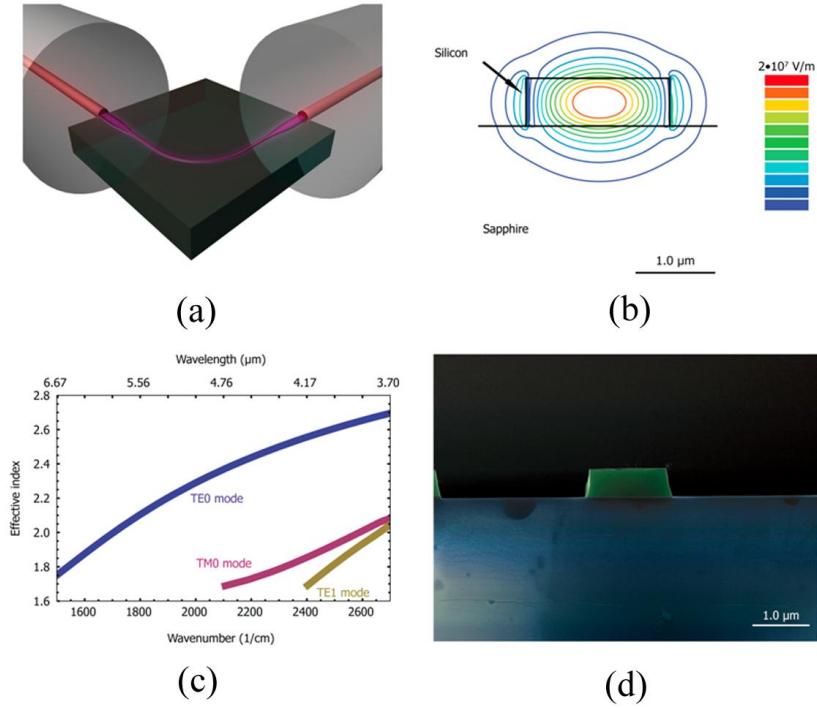 Silicon
2•10⁷ V/m
Sapphire
1.0 µm
(a)
(b)
Wavelength (µm)
6.67 5.56 4.76 4.17 3.70
Effective index
2.8
2.6
2.4
2.2
2.0
1.8
1.6
TE0 mode
TM0 mode
TE1 mode
1600 1800 2000 2200 2400 2600
Wavenumber (1/cm)
1.0 µm
(c)
(d)